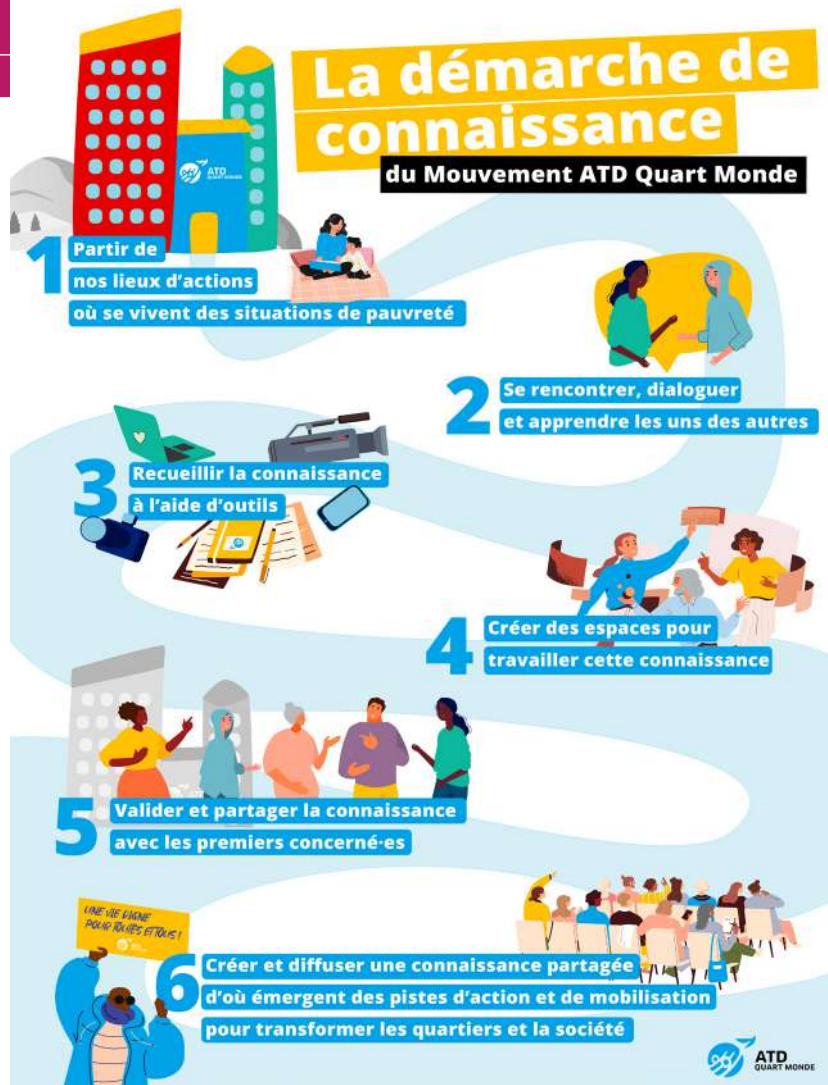 La démarche de
connaissance
du Mouvement ATD Quart Monde
ATD
QUART MONDE
1
Partir de
nos lieux d'actions
où se vivent des situations de pauvreté
2
Se rencontrer, dialoguer
et apprendre les uns des autres
3
Recueillir la connaissance
à l'aide d'outils
4
Créer des espaces pour
travailler cette connaissance
5
Valider et partager la connaissance
avec les premiers concerné·es
UNE VIE DIGNE
POUR TOUTES ET TOUS !
6
Créer et diffuser une connaissance partagée
d'où émergent des pistes d'action et de mobilisation
pour transformer les quartiers et la société
ATD
QUART MONDE